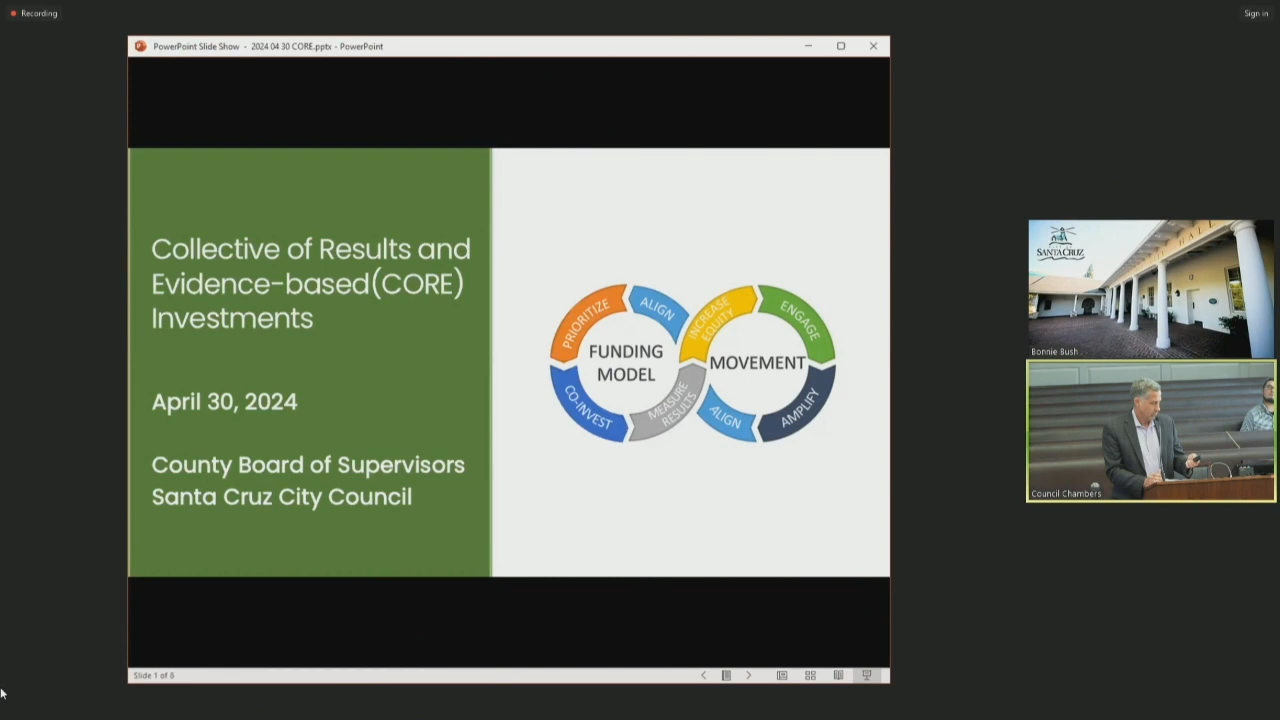 Recording
Sign in
PowerPoint Slide Show - 2024 04 30 CORE.pptx - PowerPoint
Collective of Results and
Evidence-based(CORE)
Investments
April 30, 2024
County Board of Supervisors
Santa Cruz City Council
PRIORITIZE
ALIGN
INCREASE
EQUITY
ENGAGE
FUNDING
MODEL
MOVEMENT
CO-INVEST
MEASURE
RESULTS
ALIGN
AMPLIFY
SANTA CRUZ
HALL
Bonnie Bush
Council Chambers
Slide 1 of 8